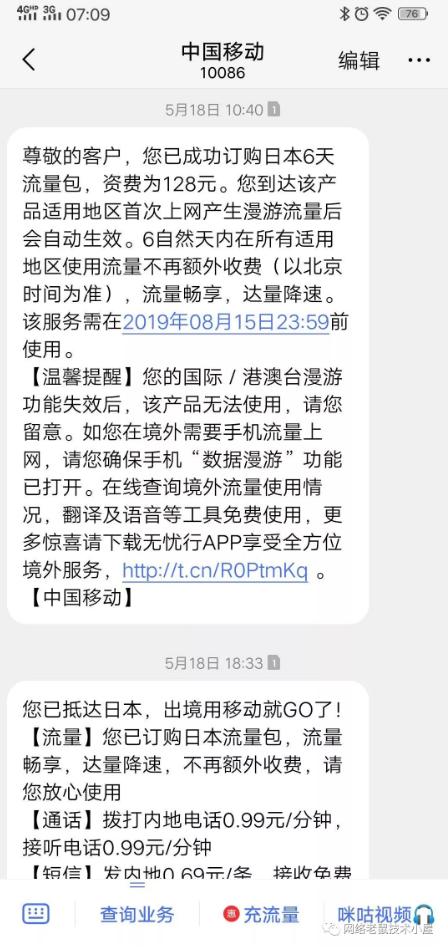 4GHD 3G 07:09 76
中国移动
10086
编辑
5月18日 10:40 1
尊敬的客户，您已成功订购日本6天
流量包，资费为128元。您到达该产
品适用地区首次上网产生漫游流量后
会自动生效。6自然天内在所有适用
地区使用流量不再额外收费（以北京
时间为准），流量畅享，达量降速。
该服务需在2019年08月15日23:59前
使用。
【温馨提醒】您的国际／港澳台漫游
功能失效后，该产品无法使用，请您
留意。如您在境外需要手机流量上
网，请您确保手机“数据漫游”功能
已打开。在线查询境外流量使用情
况，翻译及语音等工具免费使用，更
多惊喜请下载无忧行APP享受全方位
境外服务，http://t.cn/R0PtmKq 。
【中国移动】
5月18日 18:33 1
您已抵达日本，出境用移动就GO了！
【流量】您已订购日本流量包，流量
畅享，达量降速，不再额外收费，请
您放心使用
【通话】拨打内地电话0.99元/分钟，
接听电话0.99元/分钟
【短信】发内地0.69元/条，接收免费
查询业务
惠 充流量
咪咕视频
网络老鼠技术小屋